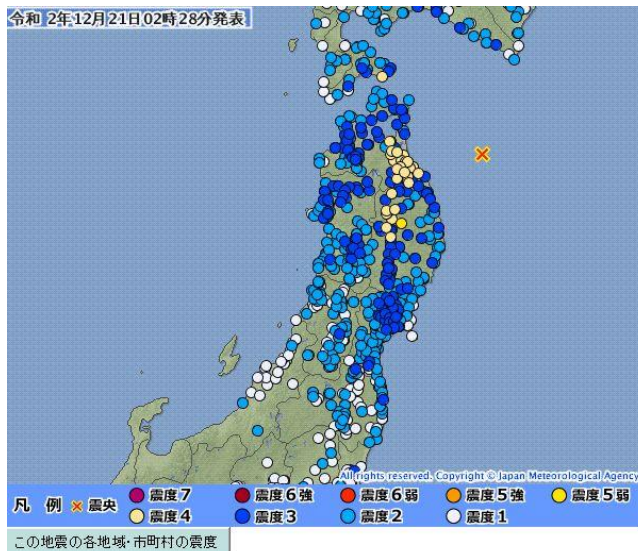 令和 2年12月21日02時28分発表
All rights reserved. Copyright © Japan Meteorological Agency
凡 例 × 震央 震度7 震度6強 震度6弱 震度5強 震度5弱
震度4 震度3 震度2 震度1
この地震の各地域・市町村の震度